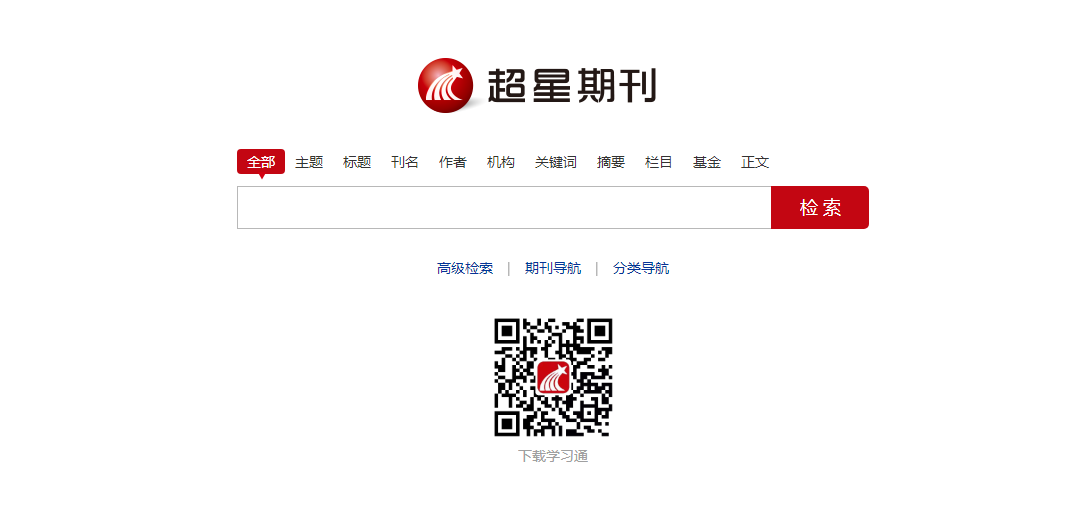 超星期刊
全部 主题 标题 刊名 作者 机构 关键词 摘要 栏目 基金 正文
检索
高级检索 | 期刊导航 | 分类导航
下载学习通